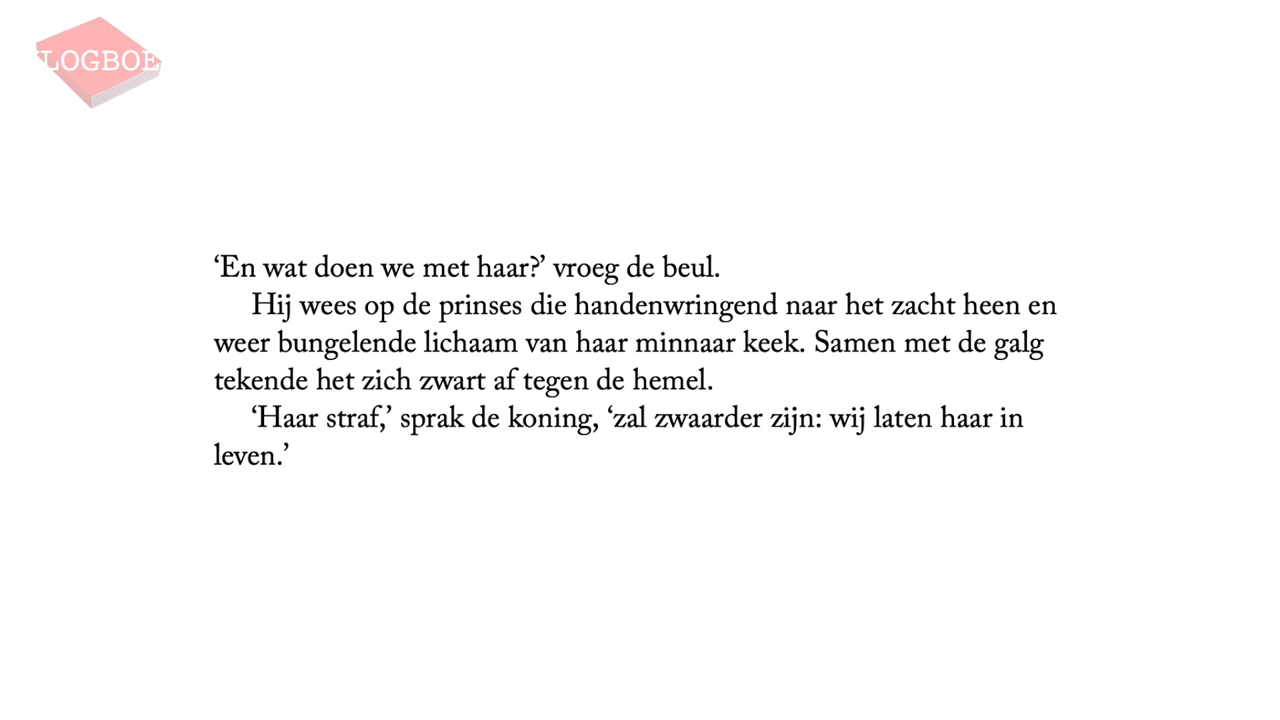 VLOGBOE
‘En wat doen we met haar?’ vroeg de beul.
Hij wees op de prinses die handenwringend naar het zacht heen en
weer bungelende lichaam van haar minnaar keek. Samen met de galg
tekende het zich zwart af tegen de hemel.
‘Haar straf,’ sprak de koning, ‘zal zwaarder zijn: wij laten haar in
leven.’